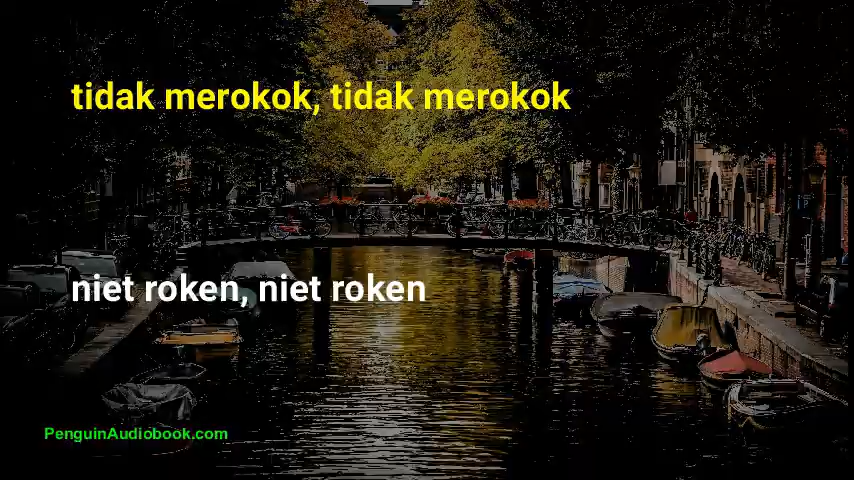 tidak merokok, tidak merokok
niet roken, niet roken
PenguinAudiobook.com